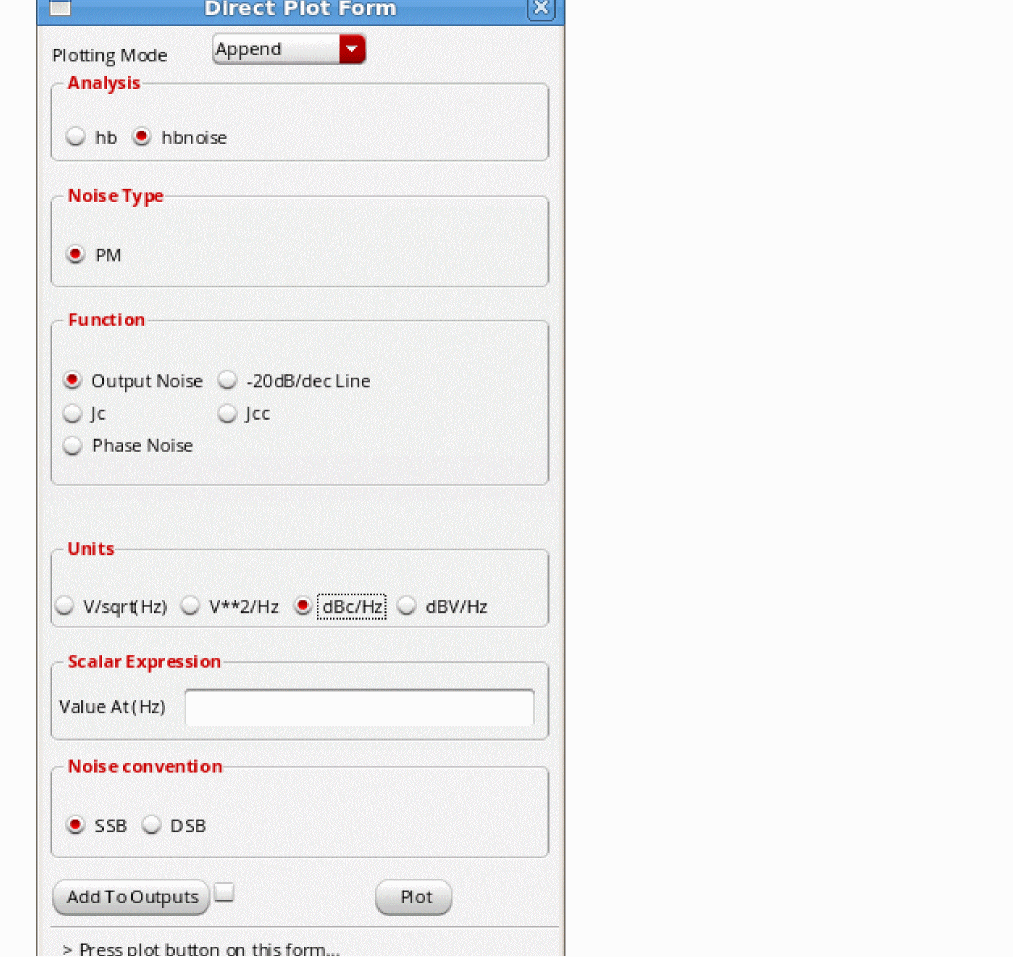 Direct Plot Form
Plotting Mode Append
Analysis
hb hbnoise
Noise Type
PM
Function
Output Noise -20dB/dec Line
Jc Jcc
Phase Noise
Units
V/sqrt(Hz) V**2/Hz dBc/Hz dBV/Hz
Scalar Expression
Value At (Hz)
Noise convention
SSB DSB
Add To Outputs Plot
> Press plot button on this form...